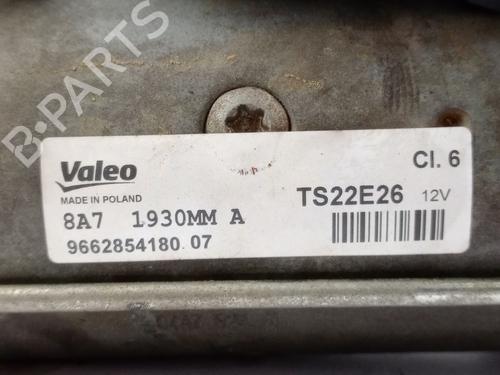 B-PARTS
Valeo
Cl. 6
MADE IN POLAND
TS22E26 12V
8A7 1930MM A
9662854180.07